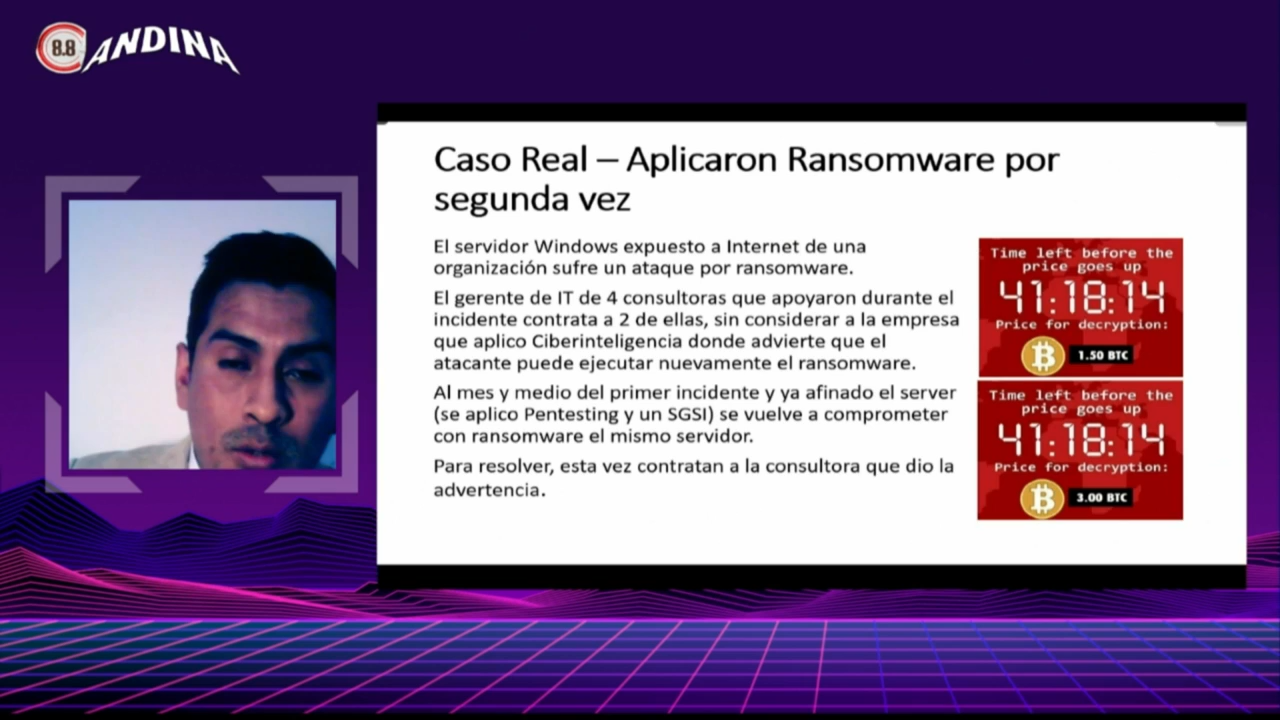 8.8 ANDINA
Caso Real – Aplicaron Ransomware por
segunda vez
El servidor Windows expuesto a Internet de una
organización sufre un ataque por ransomware.
El gerente de IT de 4 consultoras que apoyaron durante el
incidente contrata a 2 de ellas, sin considerar a la empresa
que aplico Ciberinteligencia donde advierte que el
atacante puede ejecutar nuevamente el ransomware.
Al mes y medio del primer incidente y ya afinado el server
(se aplico Pentesting y un SGSI) se vuelve a comprometer
con ransomware el mismo servidor.
Para resolver, esta vez contratan a la consultora que dio la
advertencia.
Time left before the
price goes up
41:18:14
Price for decryption:
1.50 BTC
Time left before the
price goes up
41:18:14
Price for decryption:
3.00 BTC